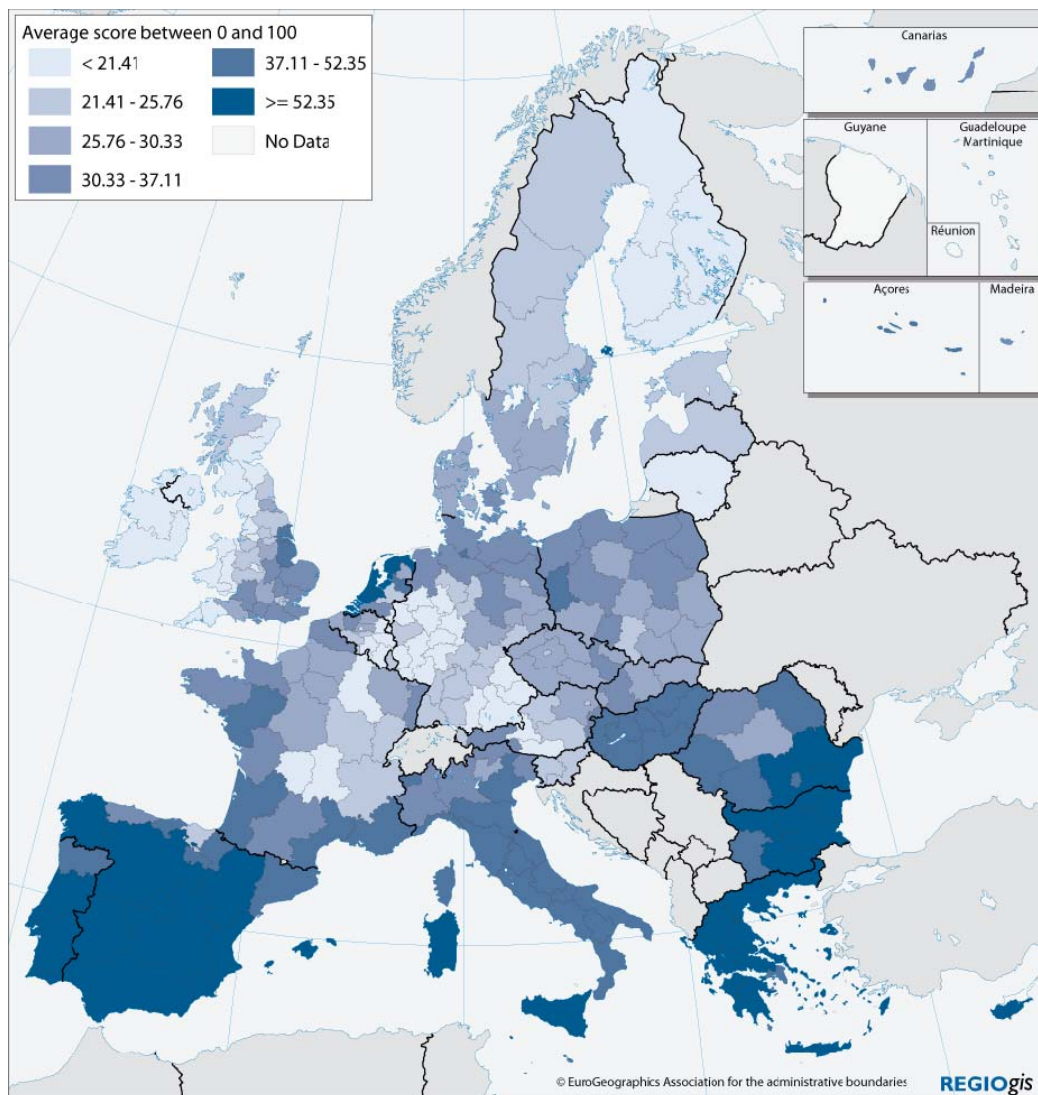 Average score between 0 and 100
< 21.41
21.41 - 25.76
25.76 - 30.33
30.33 - 37.11
37.11 - 52.35
>= 52.35
No Data
Canarias
Guyane
Guadeloupe
Martinique
Réunion
Açores
Madeira
© EuroGeographics Association for the administrative boundaries
REGIOgis